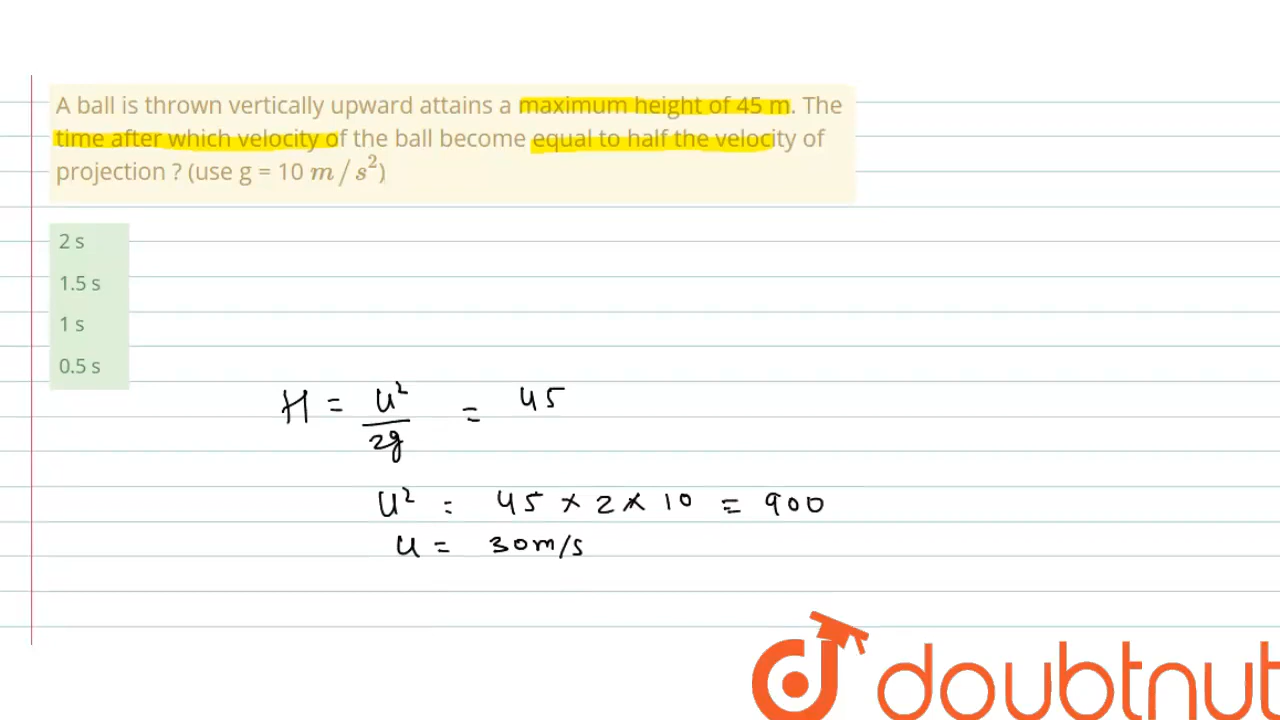 A ball is thrown vertically upward attains a maximum height of 45 m. The
time after which velocity of the ball become equal to half the velocity of
projection ? (use g = 10 m/s²)
2 s
1.5 s
1 s
0.5 s
H = u²/2g = 45
u² = 45 × 2 × 10 = 900
u = 30m/s
doubtnut